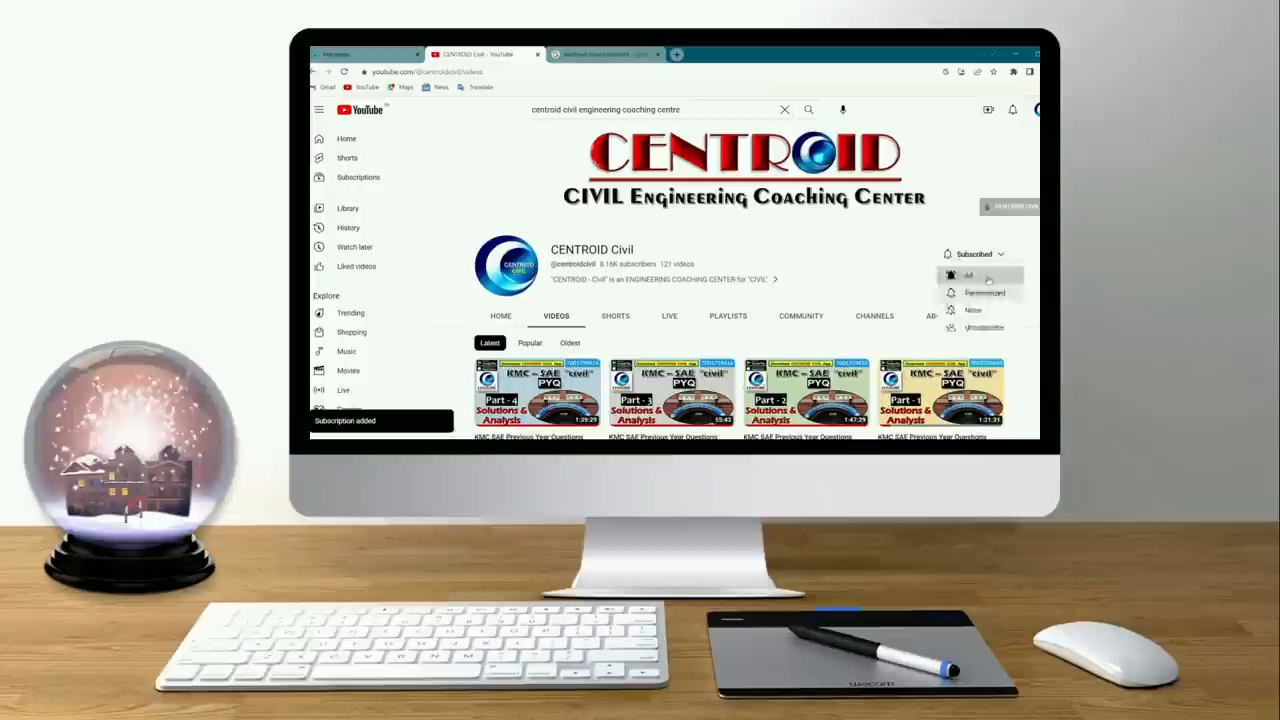 CENTROID Civil - YouTube
youtube.com/@centroidcivil/videos
Gmail YouTube Maps News Translate
YouTube
centroid civil engineering coaching centre
Home
Shorts
Subscriptions
Library
History
Watch later
Liked videos
Explore
Trending
Shopping
Music
Movies
Live
Subscription added
CENTROID
CIVIL Engineering Coaching Center
CENTROID Civil
@centroidcivil 8.16K subscribers 121 videos
"CENTROID - Civil" is an ENGINEERING COACHING CENTER for "CIVIL"
Subscribed
All
Personalized
None
Unsubscribe
HOME VIDEOS SHORTS LIVE PLAYLISTS COMMUNITY CHANNELS AB
Latest Popular Oldest
KMC – SAE "civil"
PYQ
Part - 4
Solutions & Analysis
1:39:29
KMC SAE Previous Year Questions
KMC – SAE "civil"
PYQ
Part - 3
Solutions & Analysis
55:43
KMC SAE Previous Year Questions
KMC – SAE "civil"
PYQ
Part - 2
Solutions & Analysis
1:47:29
KMC SAE Previous Year Questions
KMC – SAE "civil"
PYQ
Part - 1
Solutions & Analysis
1:21:31
KMC SAE Previous Year Questions
wacom